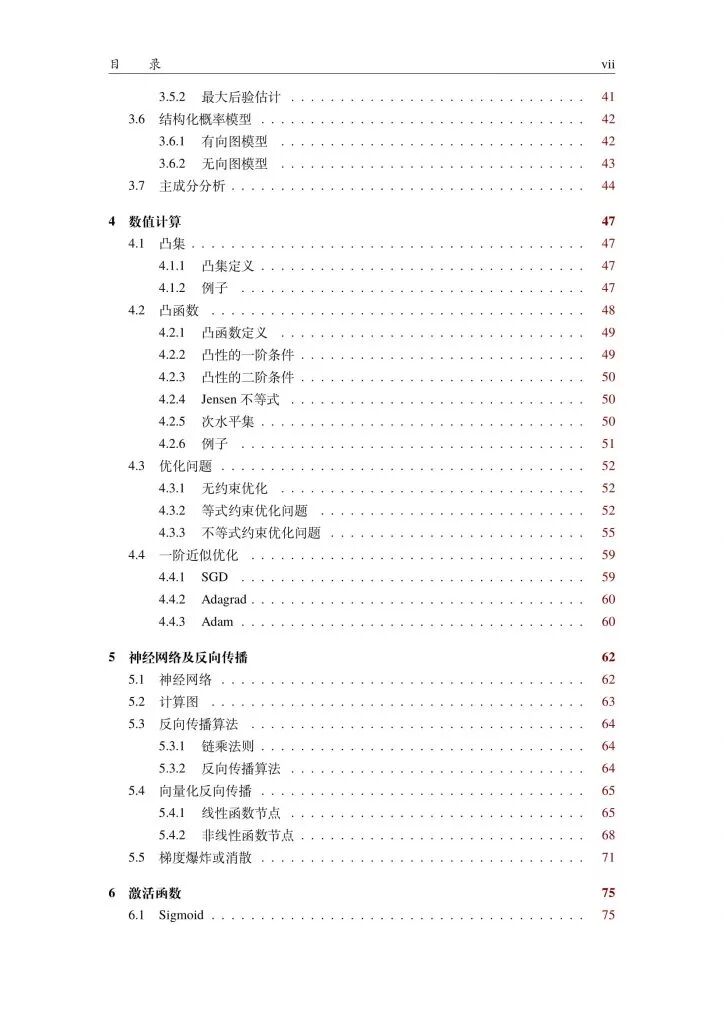 目 录 vii
3.5.2 最大后验估计 . . . . . . . . . . . . . . . . . . . . . . . . . . . . . . 41
3.6 结构化概率模型 . . . . . . . . . . . . . . . . . . . . . . . . . . . . . . . . . 42
3.6.1 有向图模型 . . . . . . . . . . . . . . . . . . . . . . . . . . . . . . . 42
3.6.2 无向图模型 . . . . . . . . . . . . . . . . . . . . . . . . . . . . . . . 43
3.7 主成分分析 . . . . . . . . . . . . . . . . . . . . . . . . . . . . . . . . . . . . 44
4 数值计算 47
4.1 凸集 . . . . . . . . . . . . . . . . . . . . . . . . . . . . . . . . . . . . . . . . 47
4.1.1 凸集定义 . . . . . . . . . . . . . . . . . . . . . . . . . . . . . . . . . 47
4.1.2 例子 . . . . . . . . . . . . . . . . . . . . . . . . . . . . . . . . . . . 47
4.2 凸函数 . . . . . . . . . . . . . . . . . . . . . . . . . . . . . . . . . . . . . . 48
4.2.1 凸函数定义 . . . . . . . . . . . . . . . . . . . . . . . . . . . . . . . 49
4.2.2 凸性的一阶条件 . . . . . . . . . . . . . . . . . . . . . . . . . . . . . 49
4.2.3 凸性的二阶条件 . . . . . . . . . . . . . . . . . . . . . . . . . . . . . 50
4.2.4 Jensen 不等式 . . . . . . . . . . . . . . . . . . . . . . . . . . . . . . 50
4.2.5 次水平集 . . . . . . . . . . . . . . . . . . . . . . . . . . . . . . . . . 50
4.2.6 例子 . . . . . . . . . . . . . . . . . . . . . . . . . . . . . . . . . . . 51
4.3 优化问题 . . . . . . . . . . . . . . . . . . . . . . . . . . . . . . . . . . . . . 52
4.3.1 无约束优化 . . . . . . . . . . . . . . . . . . . . . . . . . . . . . . . 52
4.3.2 等式约束优化问题 . . . . . . . . . . . . . . . . . . . . . . . . . . . 52
4.3.3 不等式约束优化问题 . . . . . . . . . . . . . . . . . . . . . . . . . . 55
4.4 一阶近似优化 . . . . . . . . . . . . . . . . . . . . . . . . . . . . . . . . . . 59
4.4.1 SGD . . . . . . . . . . . . . . . . . . . . . . . . . . . . . . . . . . . 59
4.4.2 Adagrad . . . . . . . . . . . . . . . . . . . . . . . . . . . . . . . . . . 60
4.4.3 Adam . . . . . . . . . . . . . . . . . . . . . . . . . . . . . . . . . . . 60
5 神经网络及反向传播 62
5.1 神经网络 . . . . . . . . . . . . . . . . . . . . . . . . . . . . . . . . . . . . . 62
5.2 计算图 . . . . . . . . . . . . . . . . . . . . . . . . . . . . . . . . . . . . . . 63
5.3 反向传播算法 . . . . . . . . . . . . . . . . . . . . . . . . . . . . . . . . . . 64
5.3.1 链乘法则 . . . . . . . . . . . . . . . . . . . . . . . . . . . . . . . . . 64
5.3.2 反向传播算法 . . . . . . . . . . . . . . . . . . . . . . . . . . . . . . 64
5.4 向量化反向传播 . . . . . . . . . . . . . . . . . . . . . . . . . . . . . . . . . 65
5.4.1 线性函数节点 . . . . . . . . . . . . . . . . . . . . . . . . . . . . . . 65
5.4.2 非线性函数节点 . . . . . . . . . . . . . . . . . . . . . . . . . . . . . 68
5.5 梯度爆炸或消散 . . . . . . . . . . . . . . . . . . . . . . . . . . . . . . . . . 71
6 激活函数 75
6.1 Sigmoid . . . . . . . . . . . . . . . . . . . . . . . . . . . . . . . . . . . . . . 75